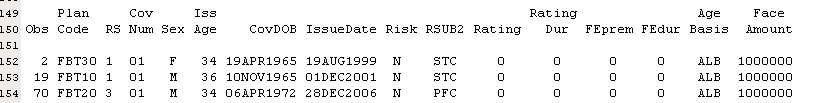 149 Plan Cov Iss Rating Age Face
150 Obs Code RS Num Sex Age CovDOB IssueDate Risk RSUB2 Rating Dur FEprem FEdur Basis Amount
151
152 2 FBT30 1 01 F 34 19APR1965 19AUG1999 N STC 0 0 0 0 ALB 1000000
153 19 FBT10 1 01 M 36 10NOV1965 01DEC2001 N STC 0 0 0 0 ALB 1000000
154 70 FBT20 3 01 M 34 06APR1972 28DEC2006 N PFC 0 0 0 0 ALB 1000000